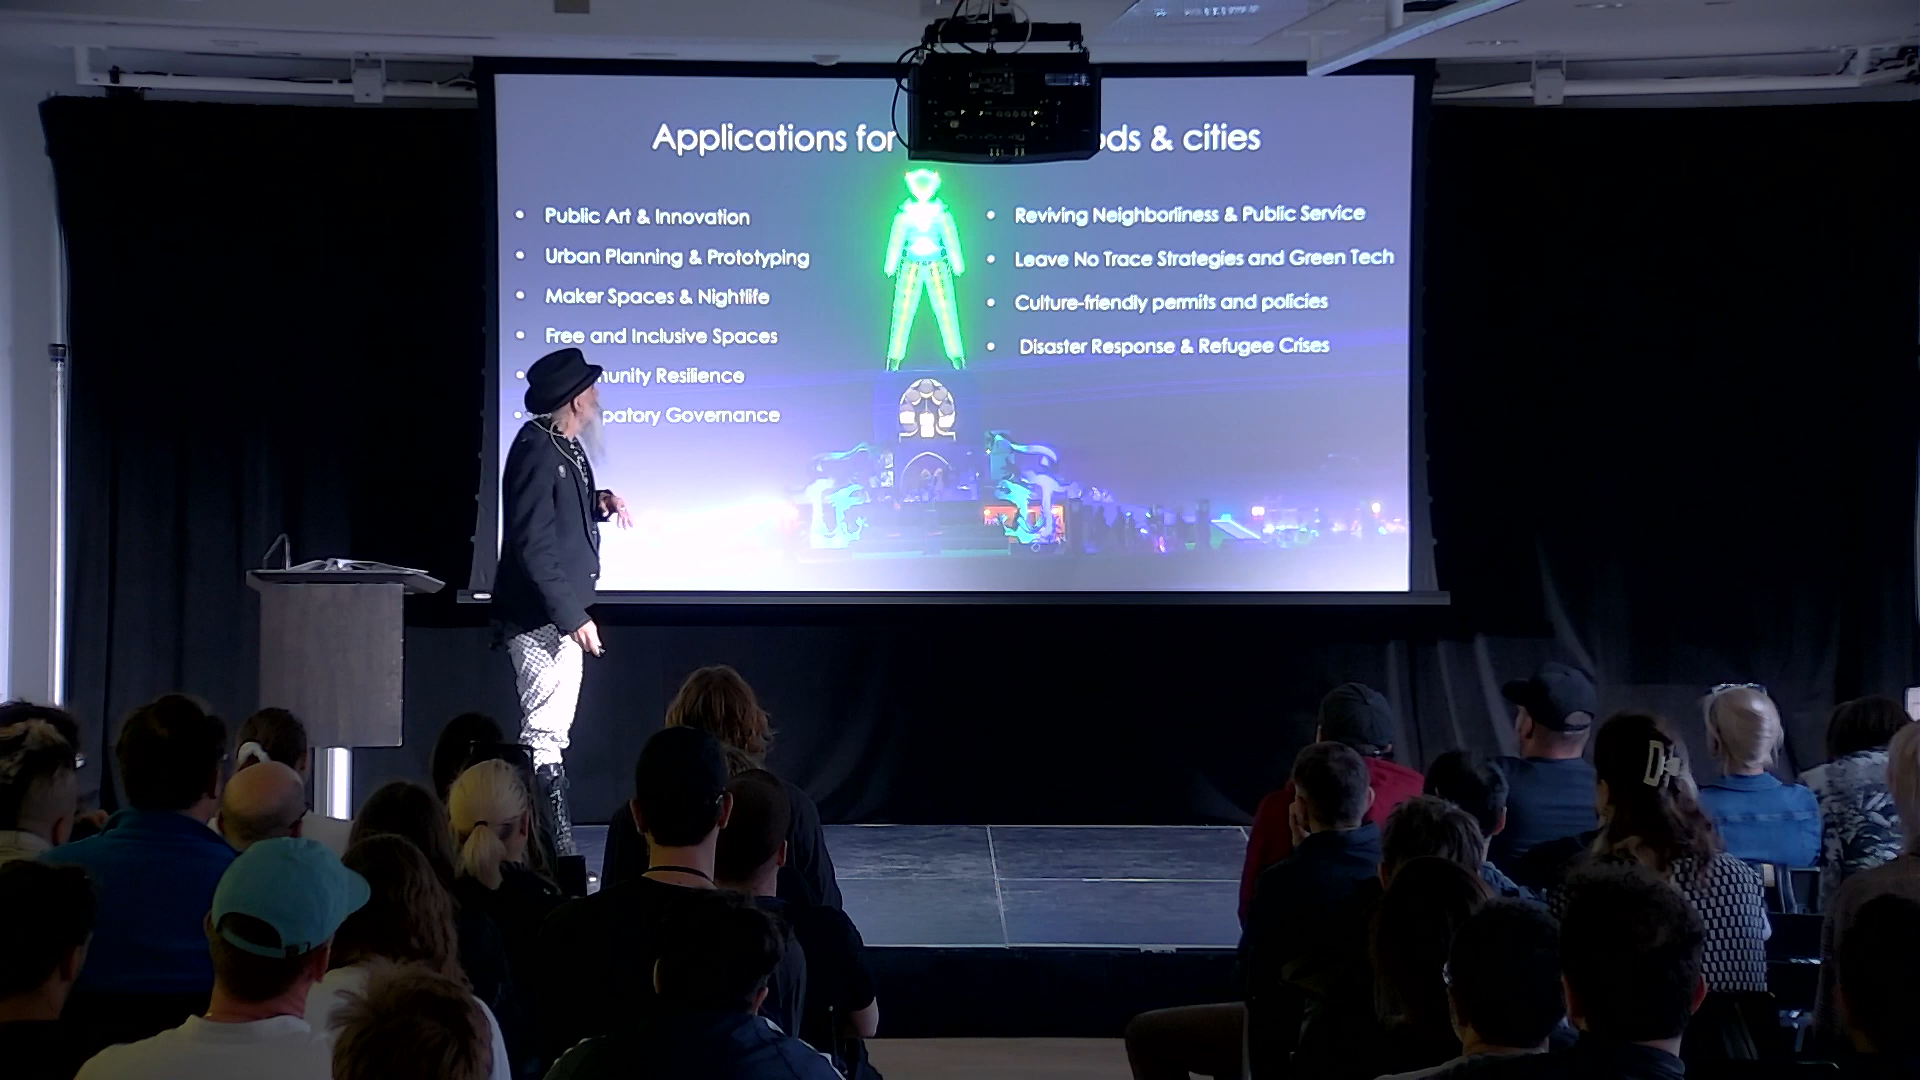 Applications for ods & cities
• Public Art & Innovation
• Urban Planning & Prototyping
• Maker Spaces & Nightlife
• Free and Inclusive Spaces
• unity Resilience
• patory Governance
• Reviving Neighborliness & Public Service
• Leave No Trace Strategies and Green Tech
• Culture-friendly permits and policies
• Disaster Response & Refugee Crises